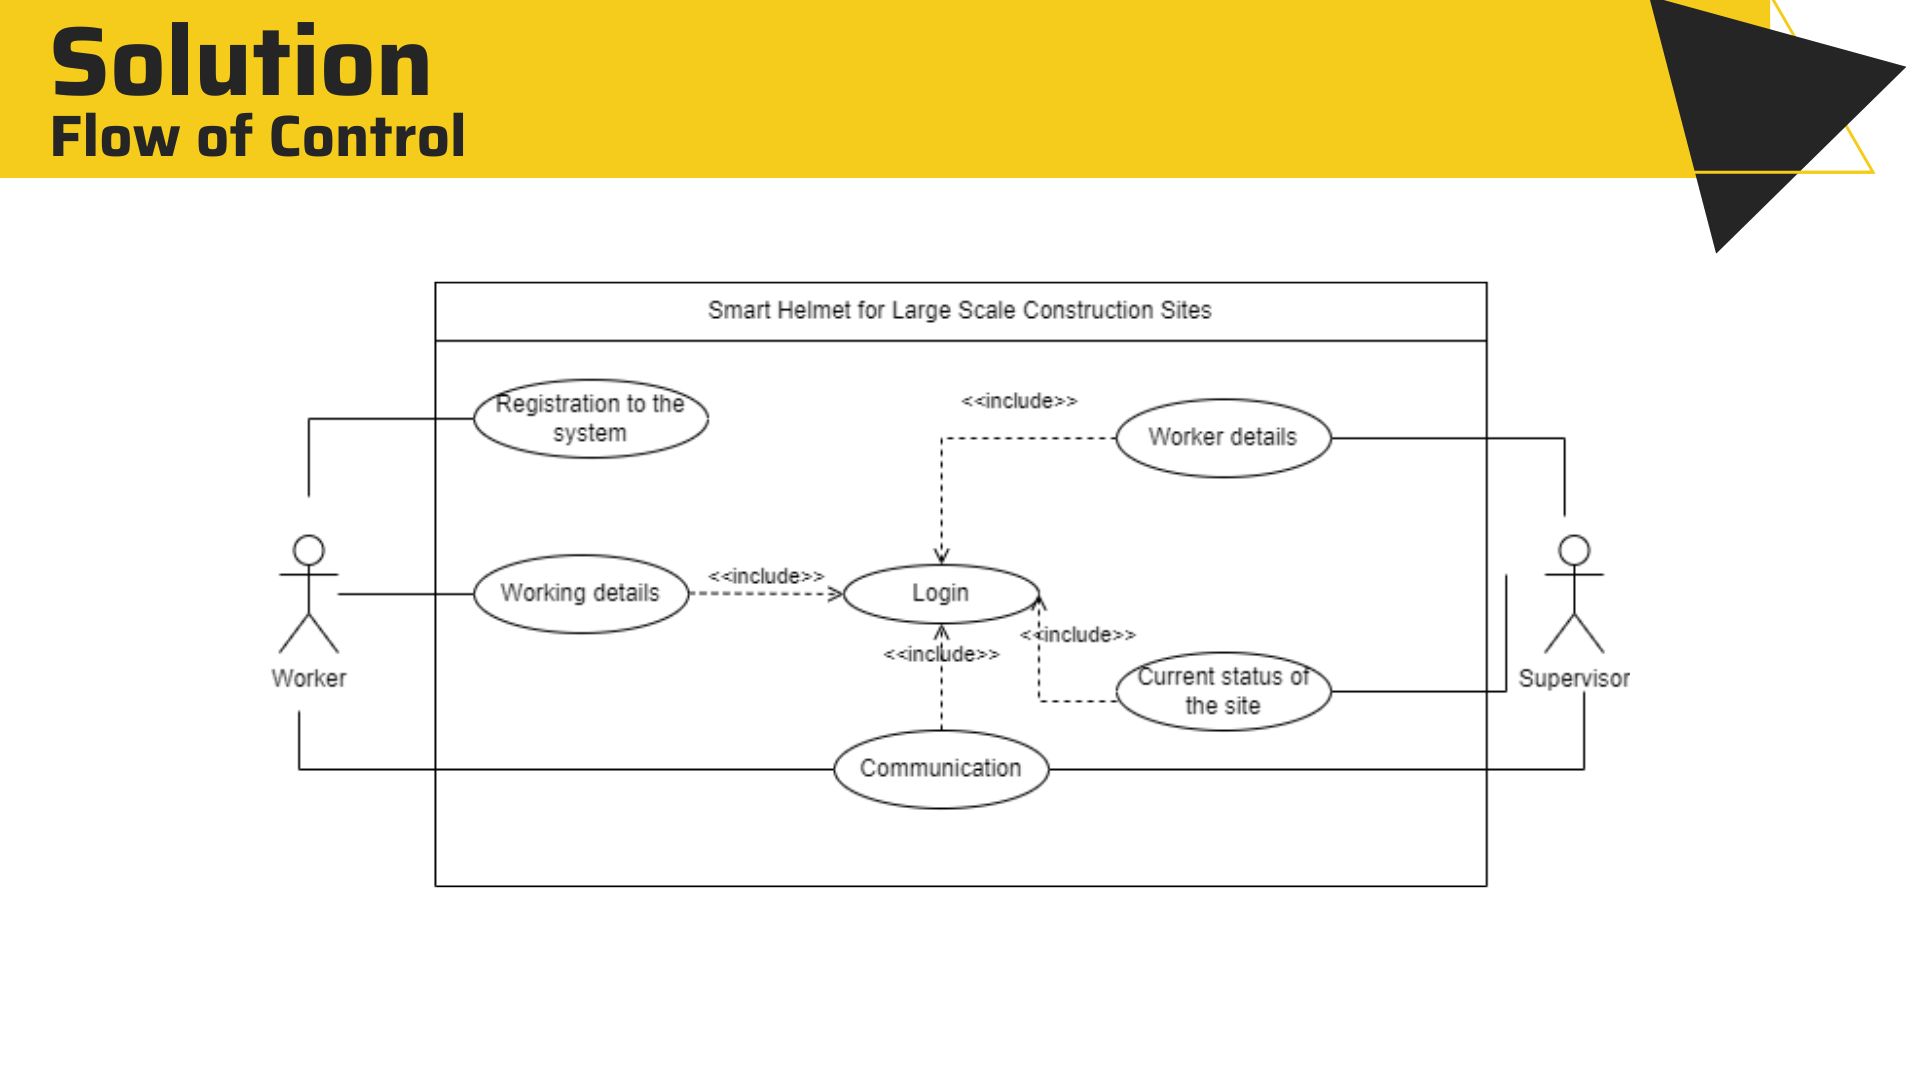 Solution
Flow of Control
Smart Helmet for Large Scale Construction Sites
Registration to the
system
<<include>>
Worker details
Working details
<<include>>
Login
<<include>>
<<include>>
Worker
Current status of
the site
Supervisor
Communication